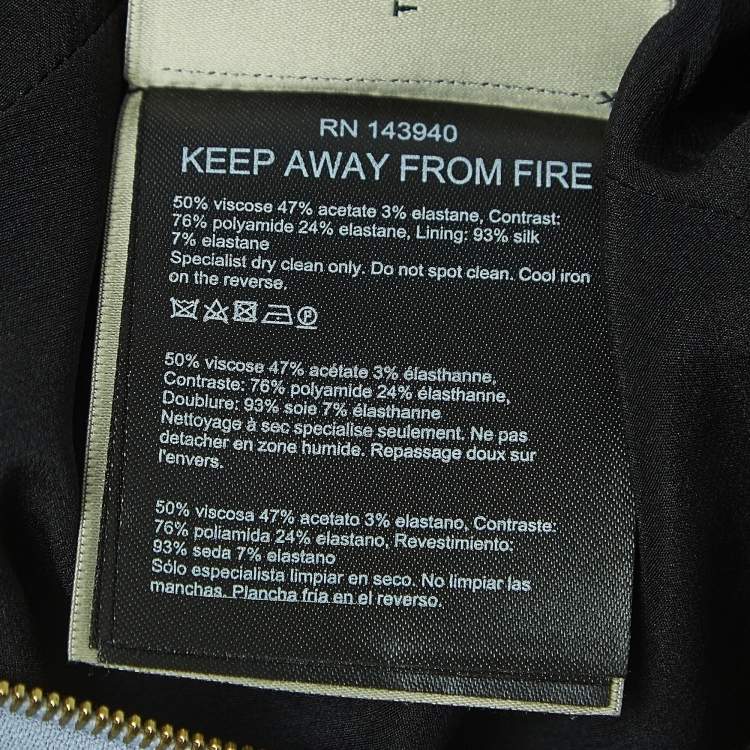 T
RN 143940
KEEP AWAY FROM FIRE
50% viscose 47% acetate 3% elastane, Contrast:
76% polyamide 24% elastane, Lining: 93% silk
7% elastane
Specialist dry clean only. Do not spot clean. Cool iron
on the reverse.
P
50% viscose 47% acétate 3% élasthanne,
Contraste: 76% polyamide 24% élasthanne,
Doublure: 93% soie 7% élasthanne
Nettoyage à sec specialise seulement. Ne pas
detacher en zone humide. Repassage doux sur
l'envers.
50% viscosa 47% acetato 3% elastano, Contraste:
76% poliamida 24% elastano, Revestimiento:
93% seda 7% elastano
Sólo especialista limpiar en seco. No limpiar las
manchas. Plancha fria en el reverso.